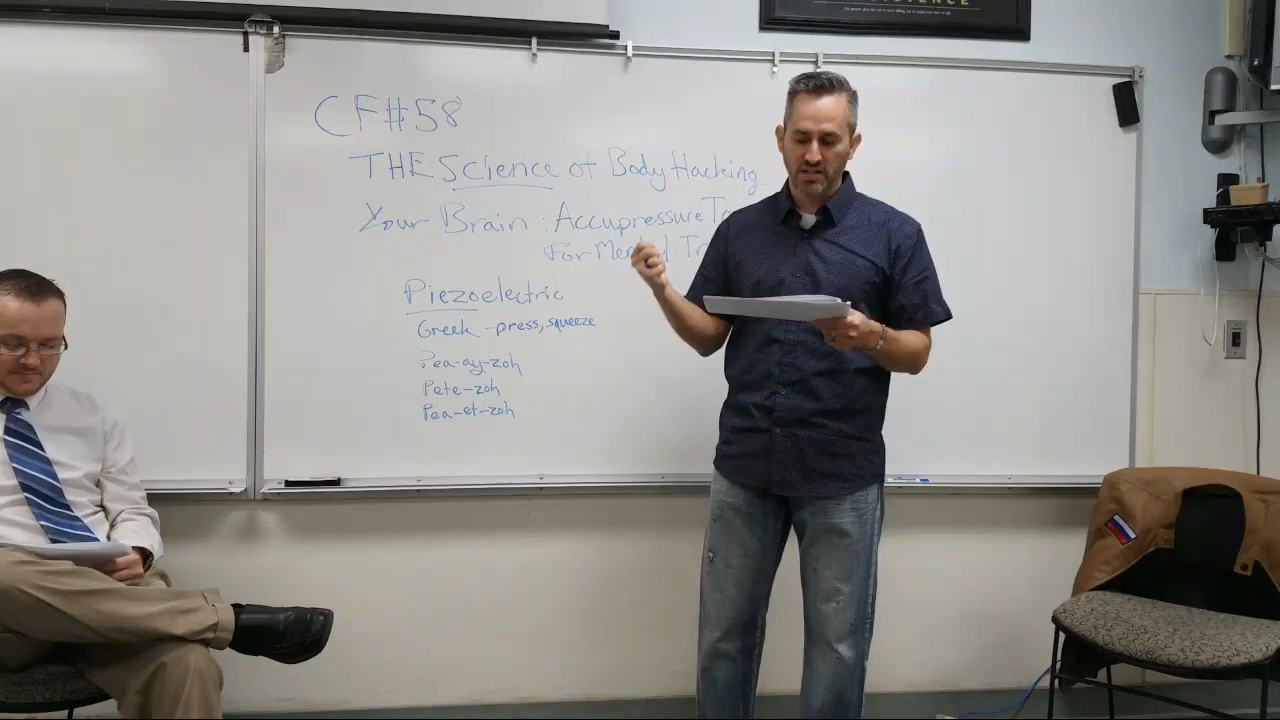 CF#58
THE Science of Body Hacking
Your Brain: Accupressure
For Mental
Piezoelectric
Greek - press, squeeze
Pea-ay-zoh
Pete-zoh
Pea-et-zoh